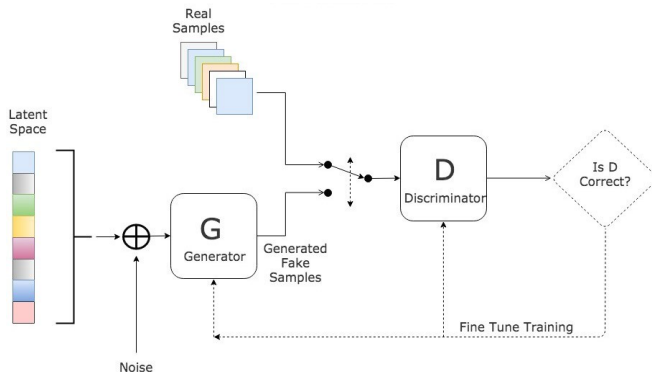 Real
Samples
Latent
Space
D
Discriminator
Is D
Correct?
G
Generator
Generated
Fake
Samples
Fine Tune Training
Noise